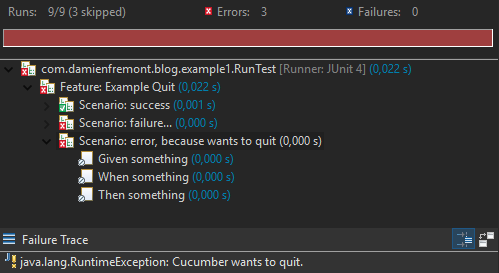 Runs: 9/9 (3 skipped) Errors: 3 Failures: 0
com.damienfremont.blog.example1.RunTest [Runner: JUnit 4] (0,022 s)
Feature: Example Quit (0,022 s)
Scenario: success (0,001 s)
Scenario: failure... (0,000 s)
Scenario: error, because wants to quit (0,000 s)
Given something (0,000 s)
When something (0,000 s)
Then something (0,000 s)
Failure Trace
java.lang.RuntimeException: Cucumber wants to quit.